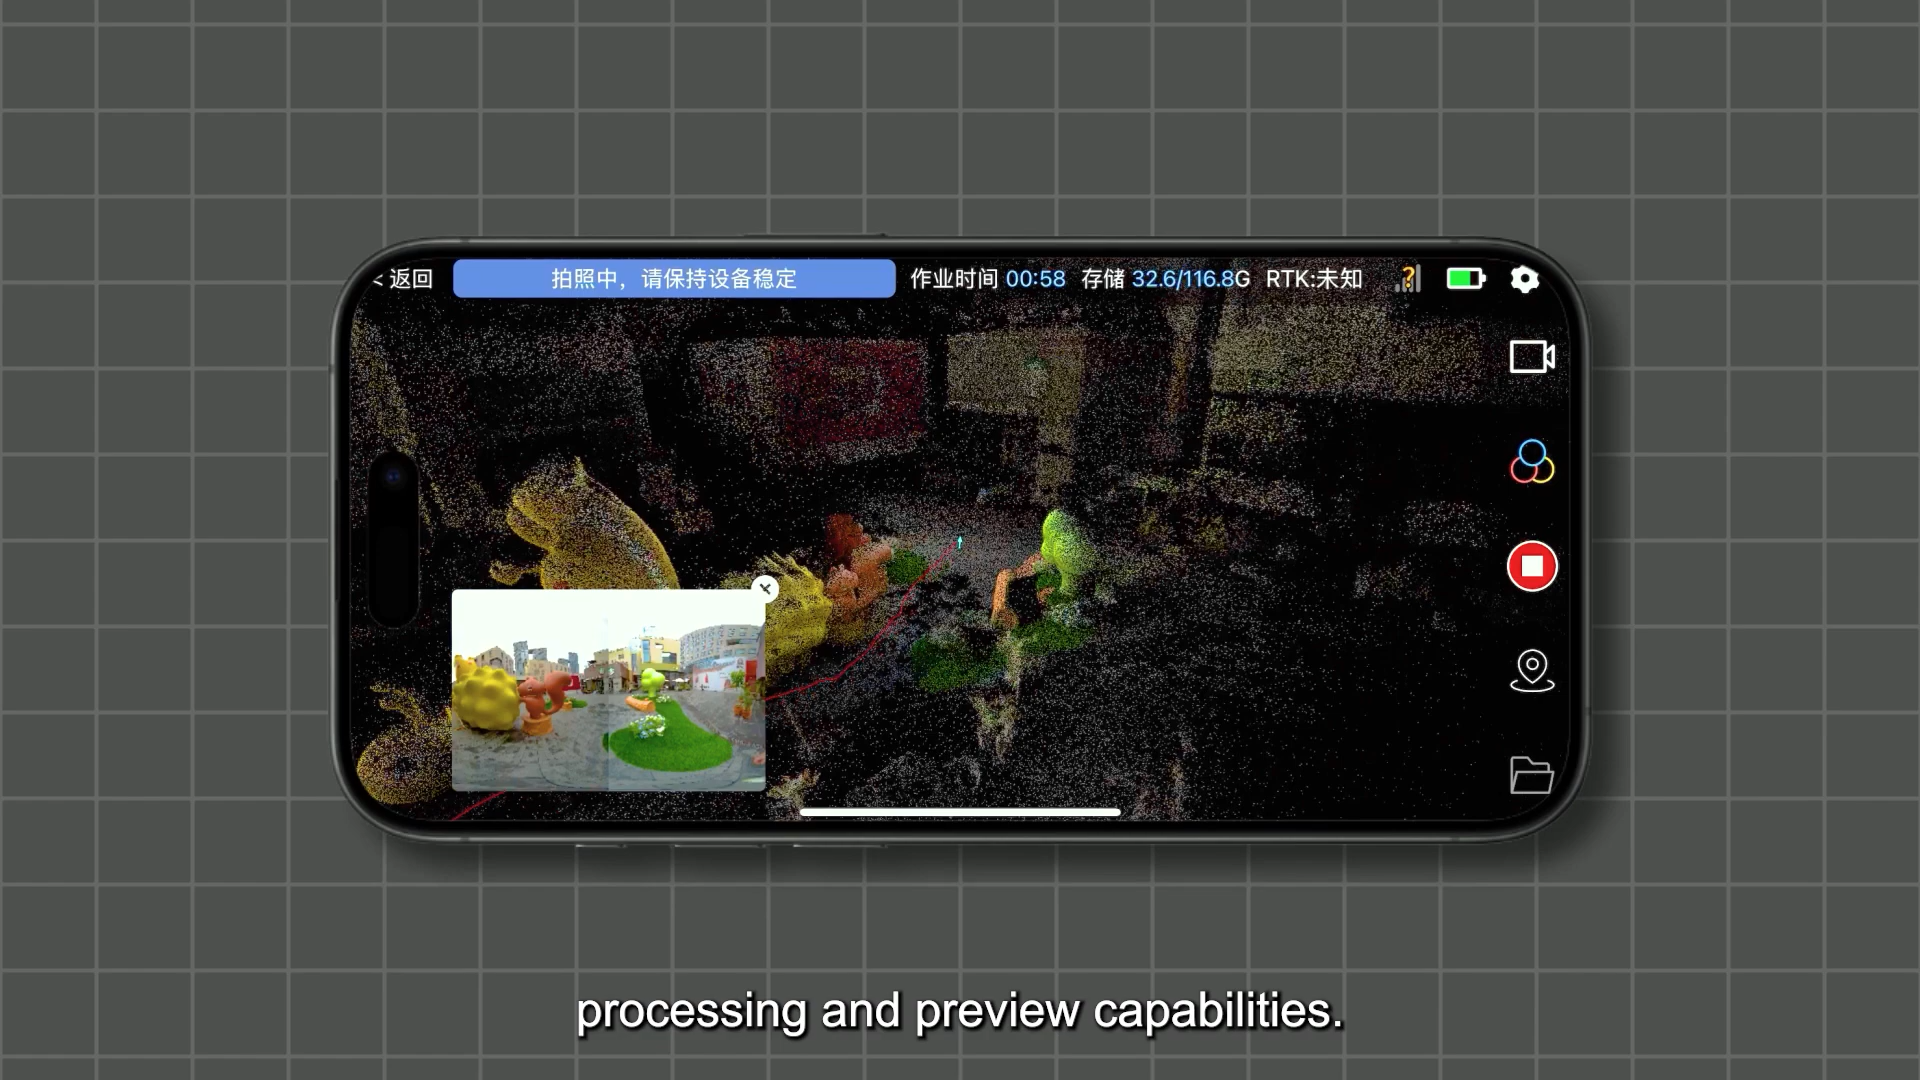 < 返回 拍照中，请保持设备稳定 作业时间 00:58 存储 32.6/116.8G RTK:未知 ?
processing and preview capabilities.